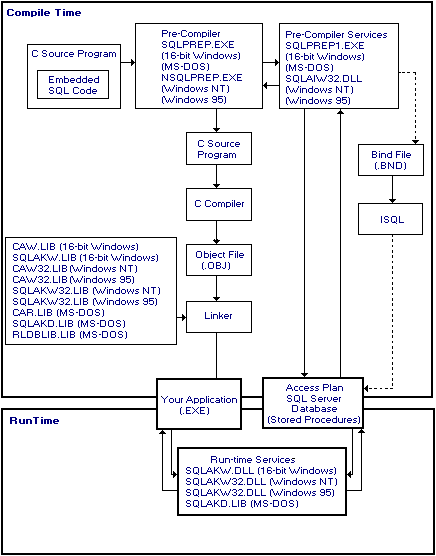 Compile Time
C Source Program
Embedded
SQL Code
Pre-Compiler
SQLPREP.EXE
(16-bit Windows)
(MS-DOS)
NSQLPREP.EXE
(Windows NT)
(Windows 95)
Pre-Compiler Services
SQLPREP1.EXE
(16-bit Windows)
(MS-DOS)
SQLAIW32.DLL
(Windows NT)
(Windows 95)
C Source
Program
Bind File
(.BND)
C Compiler
ISQL
Object File
(.OBJ)
CAW.LIB (16-bit Windows)
SQLAKW.LIB (16-bit Windows)
CAW32.LIB(Windows NT)
CAW32.LIB(Windows 95)
SQLAKW32.LIB (Windows NT)
SQLAKW32.LIB (Windows 95)
CAR.LIB (MS-DOS)
SQLAKD.LIB (MS-DOS)
RLDBLIB.LIB (MS-DOS)
Linker
Your Application
(.EXE)
Access Plan
SQL Server
Database
(Stored Procedures)
RunTime
Run-time Services
SQLAKW.DLL (16-bit Windows)
SQLAKW32.DLL (Windows NT)
SQLAKW32.DLL (Windows 95)
SQLAKD.LIB (MS-DOS)